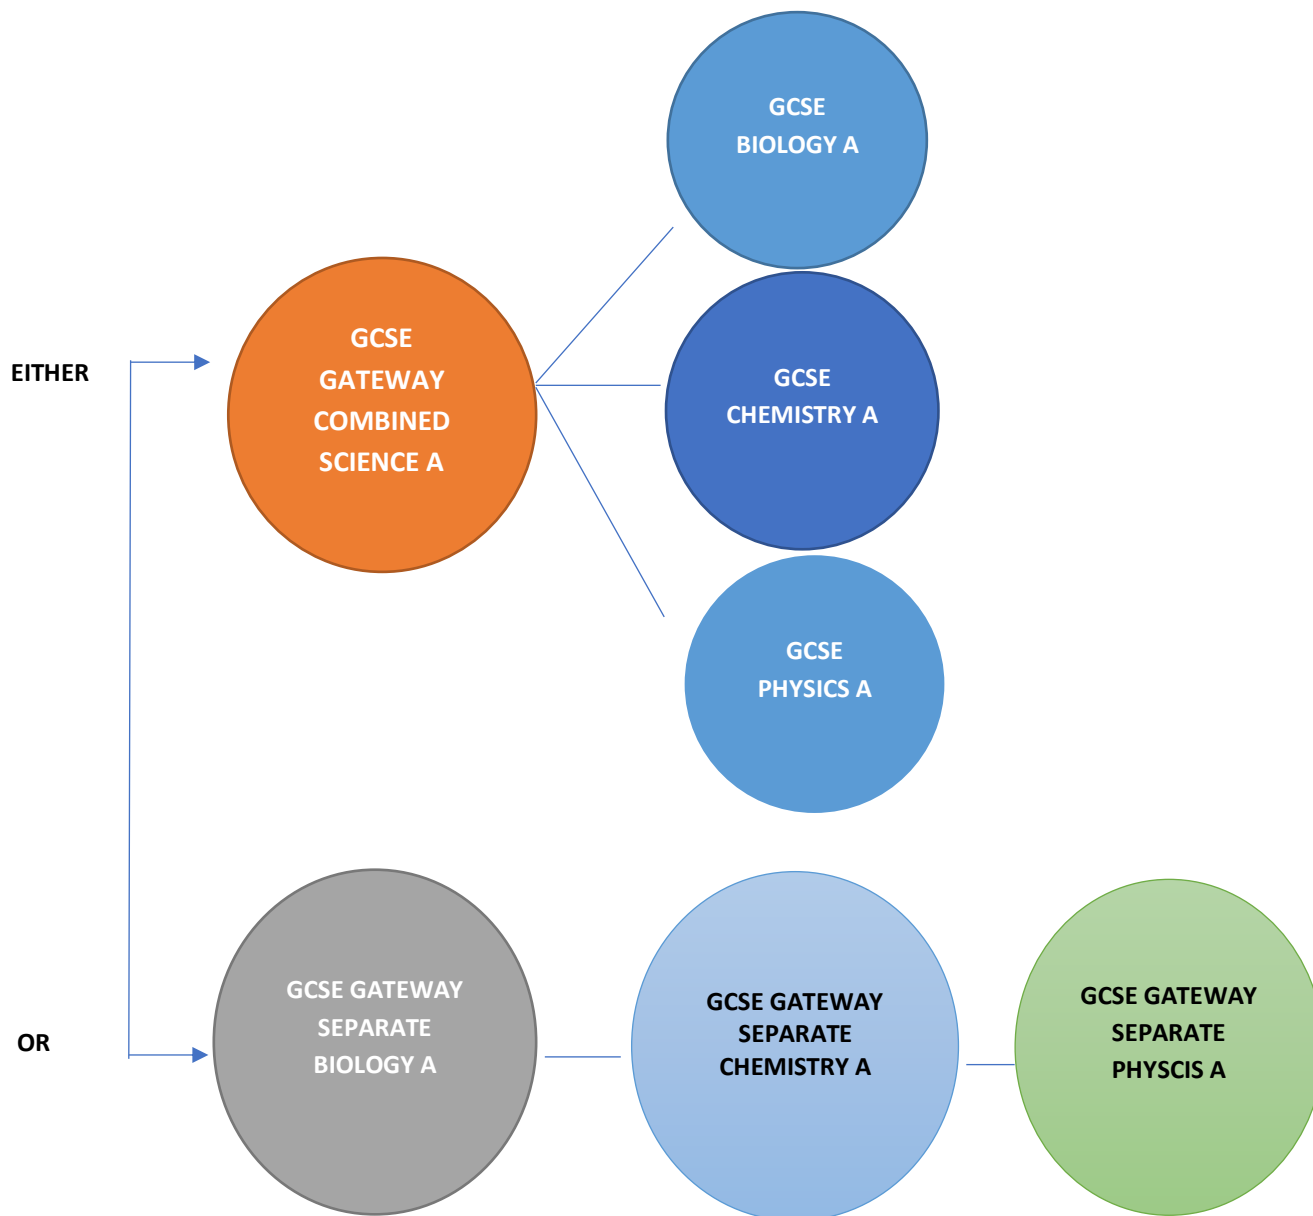 GCSE
BIOLOGY A
EITHER
GCSE
GATEWAY
COMBINED
SCIENCE A
GCSE
CHEMISTRY A
GCSE
PHYSICS A
OR
GCSE GATEWAY
SEPARATE
BIOLOGY A
GCSE GATEWAY
SEPARATE
CHEMISTRY A
GCSE GATEWAY
SEPARATE
PHYSCIS A